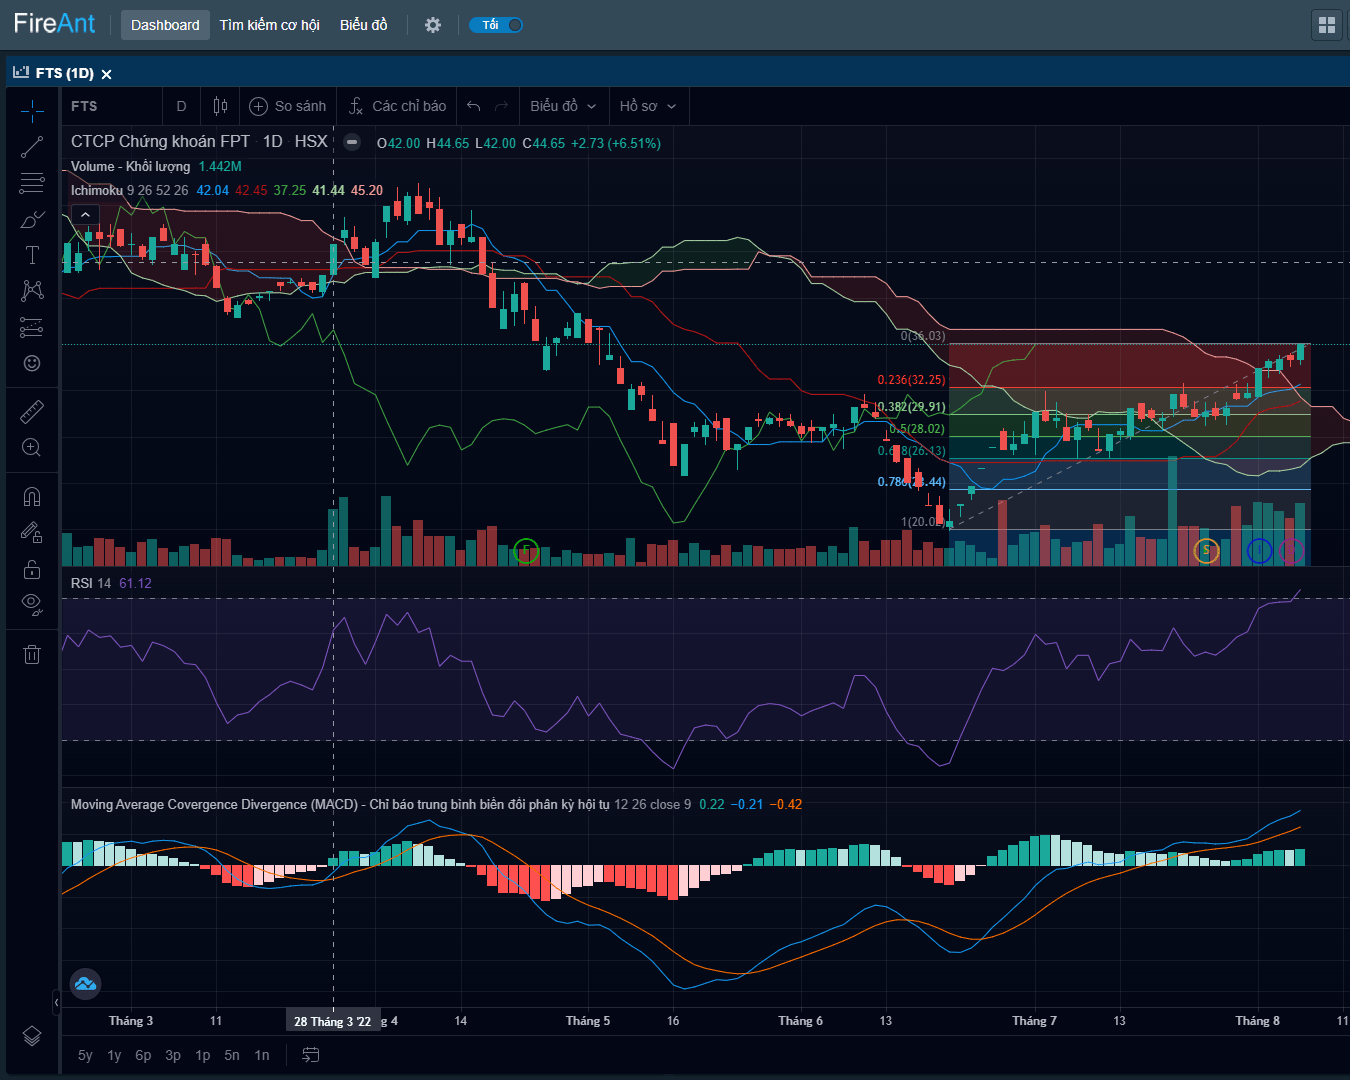 FireAnt Dashboard Tìm kiếm cơ hội Biểu đồ Tối
FTS (1D)
FTS D So sánh Các chỉ báo Biểu đồ Hồ sơ
CTCP Chứng khoán FPT 1D HSX O42.00 H44.65 L42.00 C44.65 +2.73 (+6.51%)
Volume - Khối lượng 1.442M
Ichimoku 9 26 52 26 42.04 42.45 37.25 41.44 45.20
0(36.03)
0.236(32.25)
0.382(29.91)
0.5(28.02)
0.618(26.13)
F S
RSI 14 61.12
Moving Average Covergence Divergence (MACD) - Chỉ báo trung bình biến đổi phân kỳ hội tụ 12 26 close 9 0.22 −0.21 −0.42
Tháng 3 11 28 Tháng 3 '22 g 4 14 Tháng 5 16 Tháng 6 13 Tháng 7 13 Tháng 8 11
5y 1y 6p 3p 1p 5n 1n